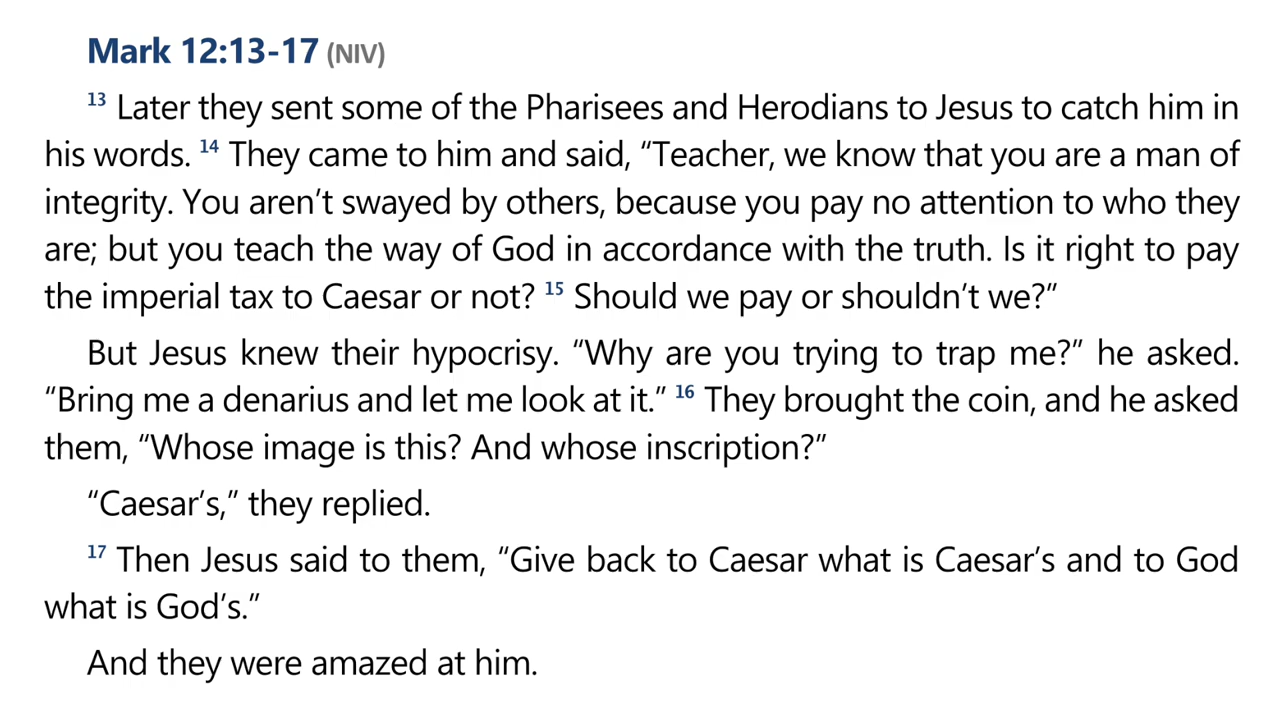 Mark 12:13-17 (NIV)
13 Later they sent some of the Pharisees and Herodians to Jesus to catch him in
his words. 14 They came to him and said, “Teacher, we know that you are a man of
integrity. You aren’t swayed by others, because you pay no attention to who they
are; but you teach the way of God in accordance with the truth. Is it right to pay
the imperial tax to Caesar or not? 15 Should we pay or shouldn’t we?”
But Jesus knew their hypocrisy. “Why are you trying to trap me?” he asked.
“Bring me a denarius and let me look at it.” 16 They brought the coin, and he asked
them, “Whose image is this? And whose inscription?”
“Caesar’s,” they replied.
17 Then Jesus said to them, “Give back to Caesar what is Caesar’s and to God
what is God’s.”
And they were amazed at him.